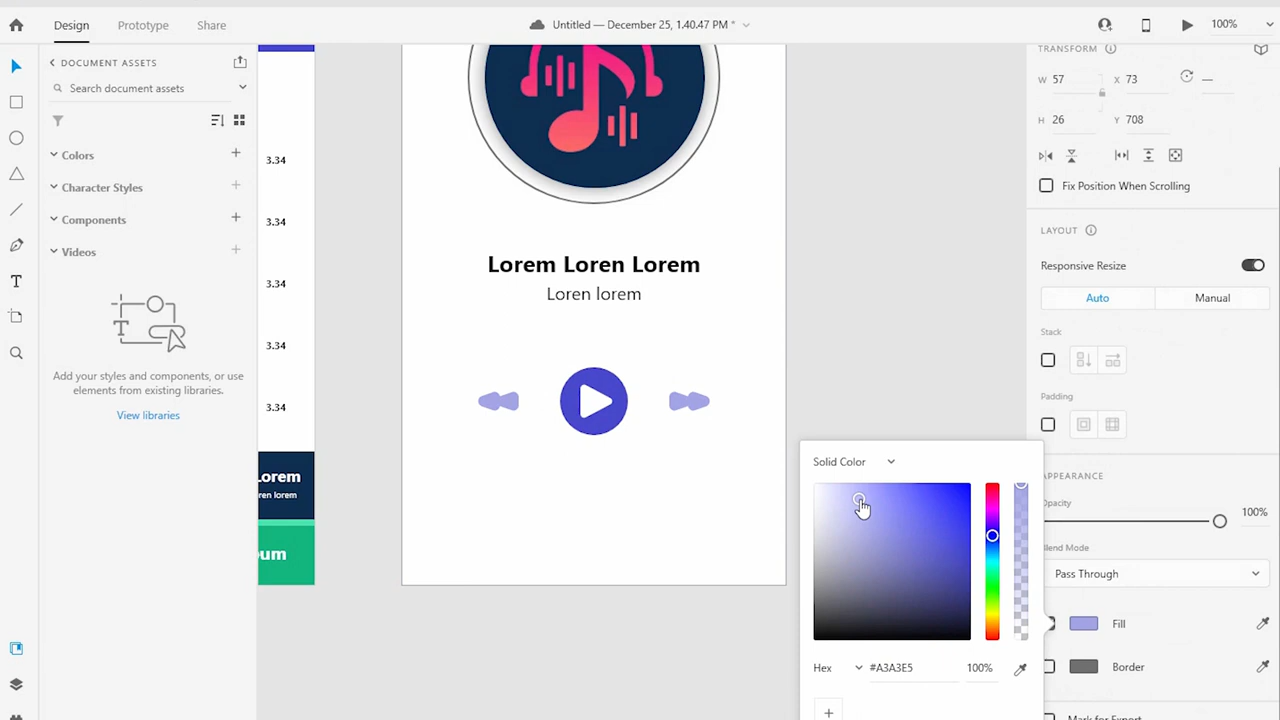 Design
Prototype
Share
Untitled — December 25, 1.40.47 PM *
100%
DOCUMENT ASSETS
Search document assets
Colors
Character Styles
Components
Videos
Add your styles and components, or use
elements from existing libraries.
View libraries
3.34
3.34
3.34
3.34
3.34
Lorem
ren lorem
um
Lorem Loren Lorem
Loren lorem
Solid Color
Hex
#A3A3E5
100%
TRANSFORM
W 57
X 73
H 26
Y 708
Fix Position When Scrolling
LAYOUT
Responsive Resize
Auto
Manual
Stack
Padding
APPEARANCE
Opacity
100%
Blend Mode
Pass Through
Fill
Border
Mark for Export